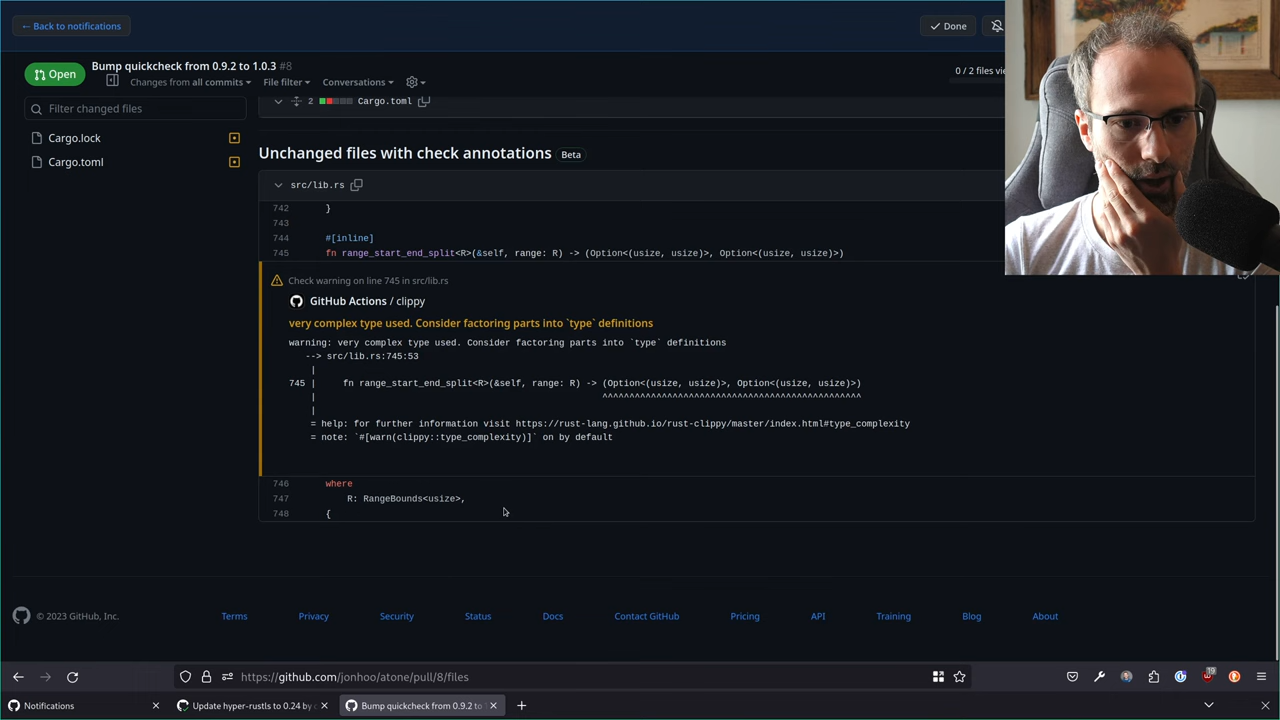 ← Back to notifications
Done
Open
Bump quickcheck from 0.9.2 to 1.0.3 #8
Changes from all commits
File filter
Conversations
0 / 2 files vie
Filter changed files
Cargo.lock
Cargo.toml
2 Cargo.toml
Unchanged files with check annotations Beta
src/lib.rs
742 }
743
744 #[inline]
745 fn range_start_end_split<R>(&self, range: R) -> (Option<(usize, usize)>, Option<(usize, usize)>)
Check warning on line 745 in src/lib.rs
GitHub Actions / clippy
very complex type used. Consider factoring parts into `type` definitions
warning: very complex type used. Consider factoring parts into `type` definitions
--> src/lib.rs:745:53
|
745 | fn range_start_end_split<R>(&self, range: R) -> (Option<(usize, usize)>, Option<(usize, usize)>)
| ^^^^^^^^^^^^^^^^^^^^^^^^^^^^^^^^^^^^^^^^^^^^^^^^
|
= help: for further information visit https://rust-lang.github.io/rust-clippy/master/index.html#type_complexity
= note: `#[warn(clippy::type_complexity)]` on by default
746 where
747 R: RangeBounds<usize>,
748 {
© 2023 GitHub, Inc.
Terms
Privacy
Security
Status
Docs
Contact GitHub
Pricing
API
Training
Blog
About
https://github.com/jonhoo/atone/pull/8/files
19
Notifications
Update hyper-rustls to 0.24 by c
Bump quickcheck from 0.9.2 to 1